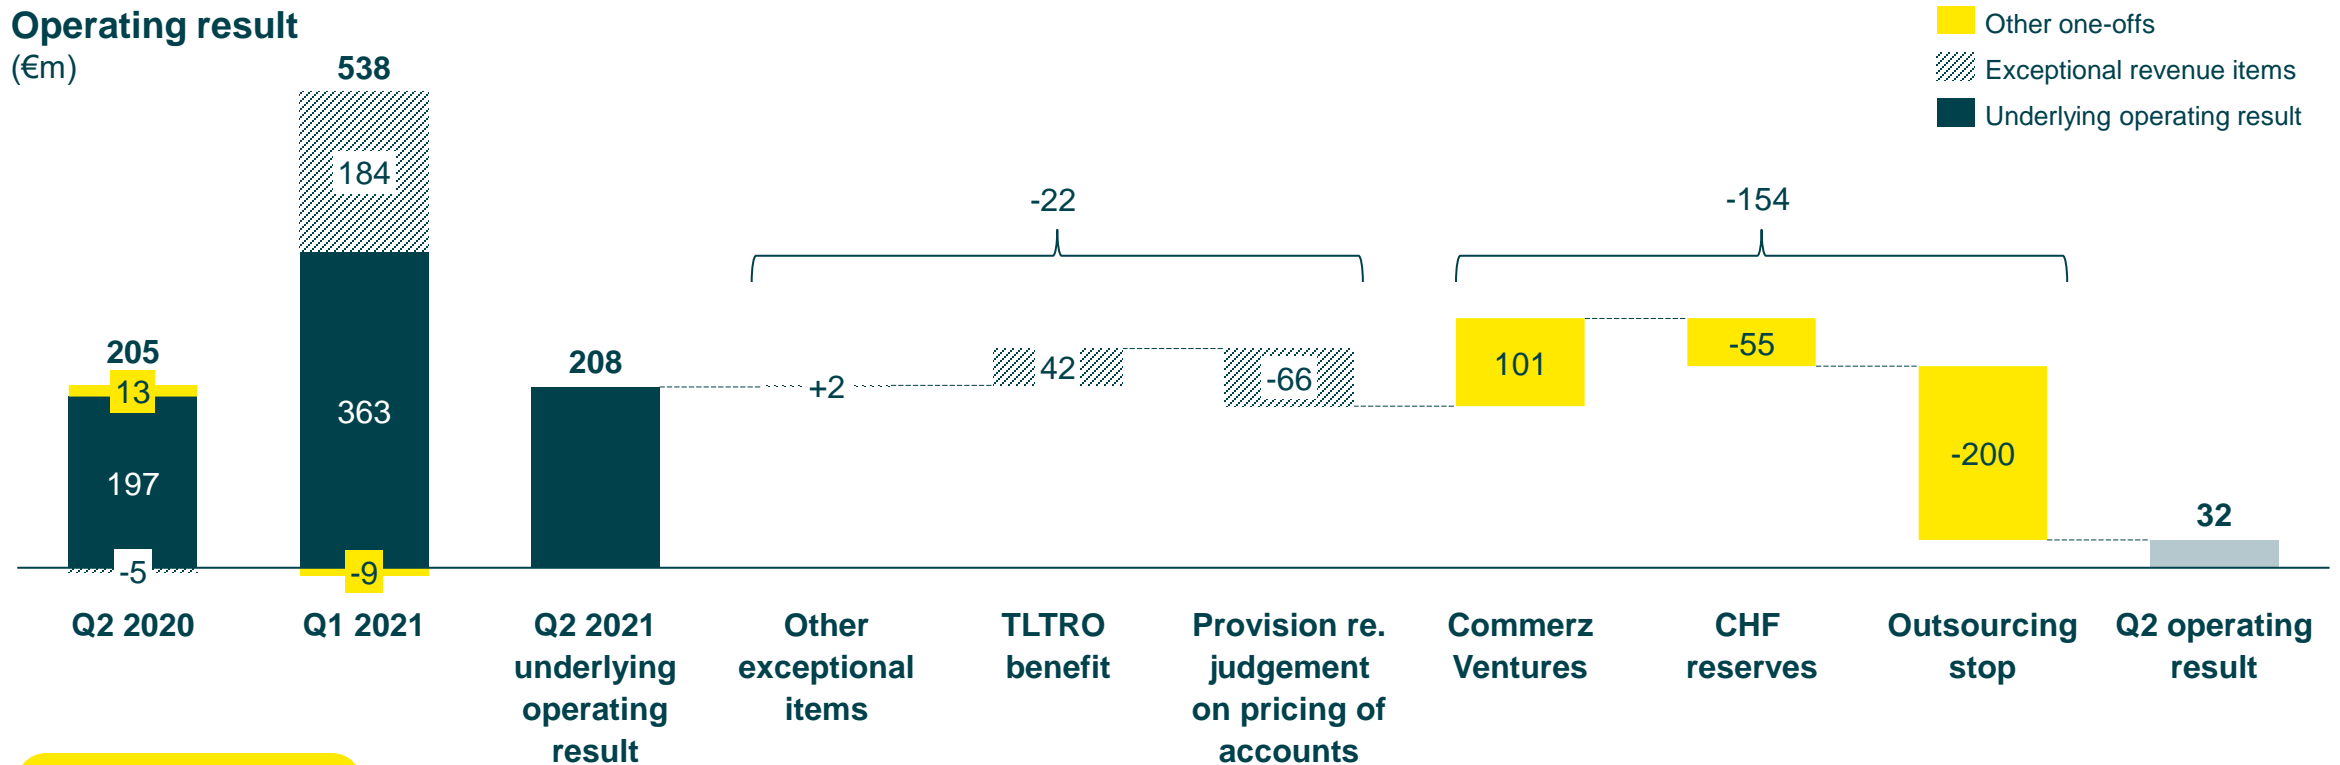 Operating result
(€m)
Other one-offs
Exceptional revenue items
Underlying operating result
538
184
363
-9
205
13
197
-5
208
-22
+2
42
-66
-154
101
-55
-200
32
Q2 2020
Q1 2021
Q2 2021
underlying
operating
result
Other
exceptional
items
TLTRO
benefit
Provision re.
judgement
on pricing of
accounts
Commerz
Ventures
CHF
reserves
Outsourcing
stop
Q2 operating
result